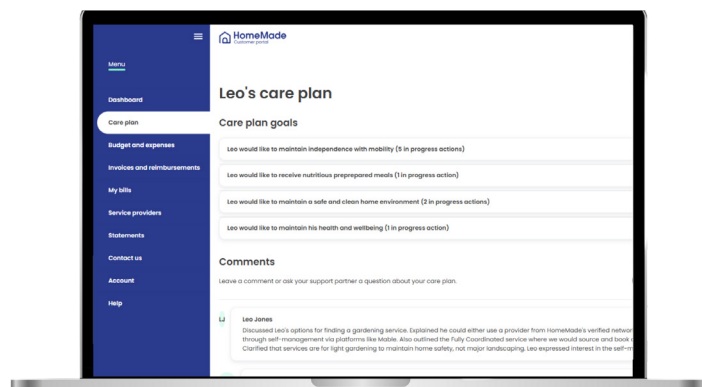 HomeMade
Customer portal
Menu
Dashboard
Care plan
Budget and expenses
Invoices and reimbursements
My bills
Service providers
Statements
Contact us
Account
Help
Leo's care plan
Care plan goals
Leo would like to maintain independence with mobility (5 in progress actions)
Leo would like to receive nutritious preprepared meals (1 in progress action)
Leo would like to maintain a safe and clean home environment (2 in progress actions)
Leo would like to maintain his health and wellbeing (1 in progress action)
Comments
Leave a comment or ask your support partner a question about your care plan.
LJ
Leo Jones
Discussed Leo's options for finding a gardening service. Explained he could either use a provider from HomeMade's verified networ
through self-management via platforms like Mable. Also outlined the Fully Coordinated service where we would source and book
Clarified that services are for light gardening to maintain home safety, not major landscaping. Leo expressed interest in the self-m